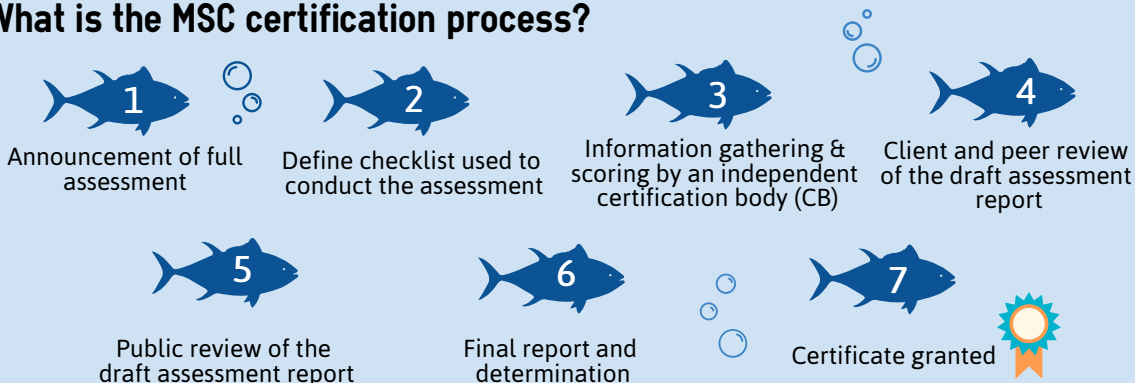 What is the MSC certification process?
1
2
3
4
Announcement of full
assessment
Define checklist used to
conduct the assessment
Information gathering &
scoring by an independent
certification body (CB)
Client and peer review
of the draft assessment
report
5
6
7
Public review of the
draft assessment report
Final report and
determination
Certificate granted